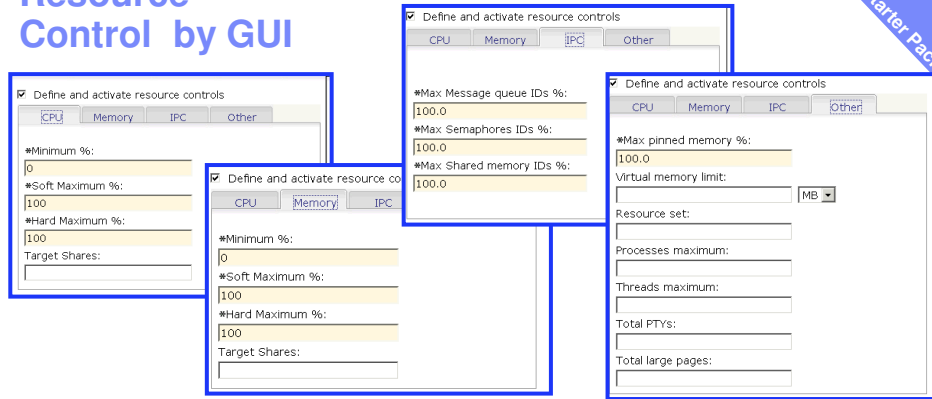 Resource
Control by GUI
Starter Pack
Define and activate resource controls
CPU Memory IPC Other
*Minimum %:
0
*Soft Maximum %:
100
*Hard Maximum %:
100
Target Shares:
Define and activate resource co
CPU Memory IPC
*Minimum %:
0
*Soft Maximum %:
100
*Hard Maximum %:
100
Target Shares:
Define and activate resource controls
CPU Memory IPC Other
*Max Message queue IDs %:
100.0
*Max Semaphores IDs %:
100.0
*Max Shared memory IDs %:
100.0
Define and activate resource controls
CPU Memory IPC Other
*Max pinned memory %:
100.0
Virtual memory limit:
MB
Resource set:
Processes maximum:
Threads maximum:
Total PTYs:
Total large pages: